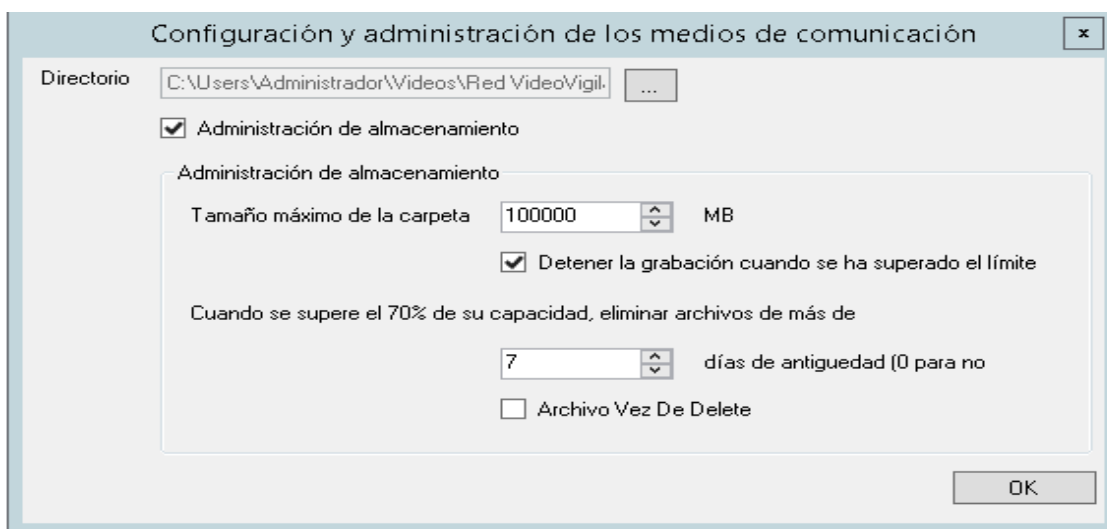 Configuración y administración de los medios de comunicación x
Directorio C:\Users\Administrador\Videos\Red VideoVigil ...
Administración de almacenamiento
Administración de almacenamiento
Tamaño máximo de la carpeta 100000 MB
Detener la grabación cuando se ha superado el límite
Cuando se supere el 70% de su capacidad, eliminar archivos de más de
7 días de antiguedad (0 para no
Archivo Vez De Delete
OK